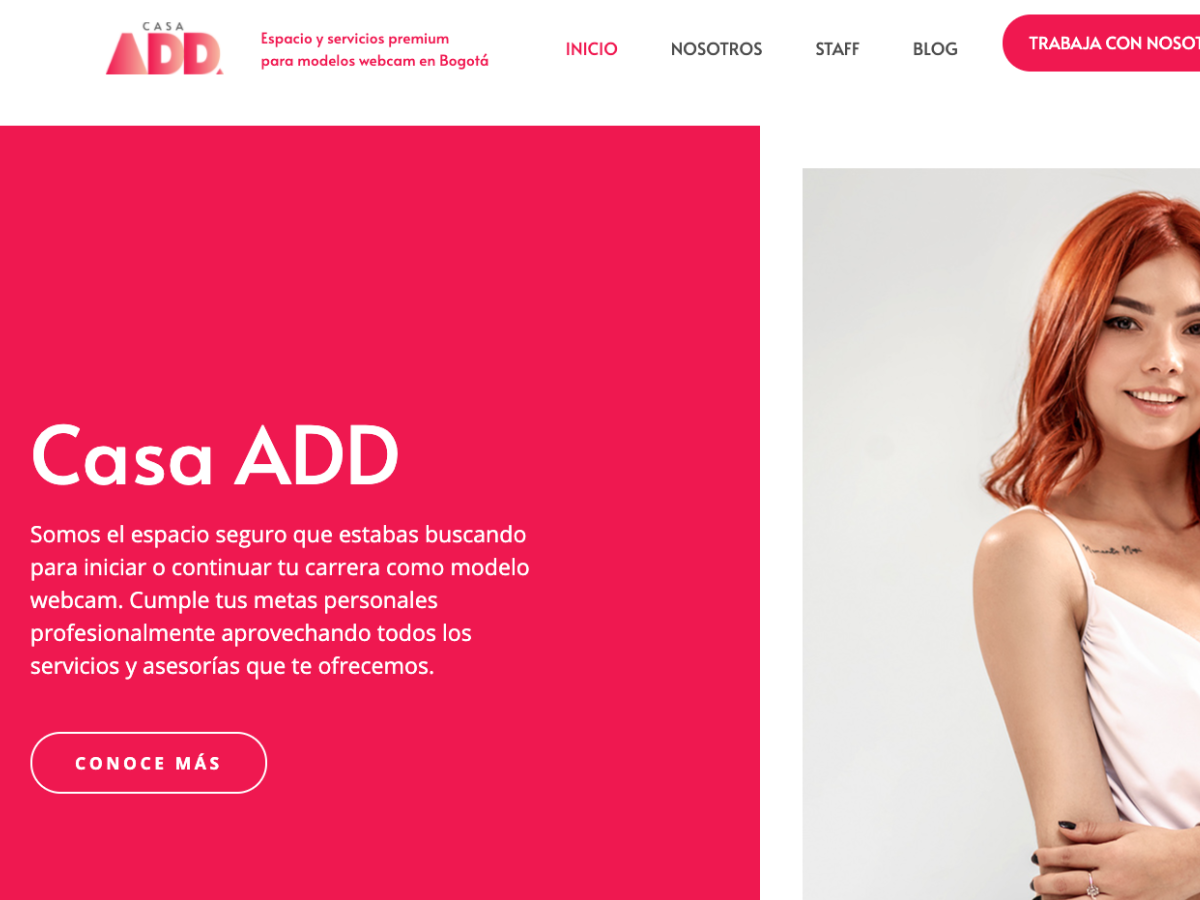 CASA
ADD.
Espacio y servicios premium
para modelos webcam en Bogotá
INICIO
NOSOTROS
STAFF
BLOG
TRABAJA CON
Casa ADD
Somos el espacio seguro que estabas buscando
para iniciar o continuar tu carrera como modelo
webcam. Cumple tus metas personales
profesionalmente aprovechando todos los
servicios y asesorías que te ofrecemos.
CONOCE MÁS